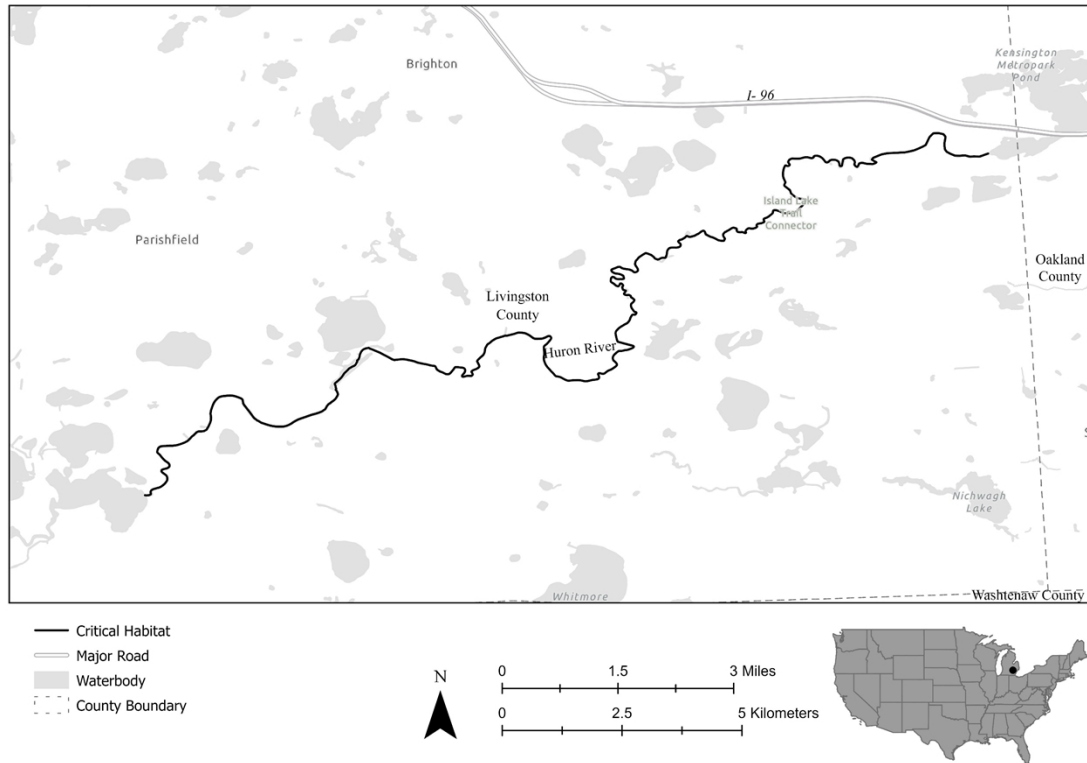 Kensington
Metropark
Pond
Brighton
I- 96
Island Lake
Trail
Connector
Parishfield
Oakland
County
Livingston
County
Huron River
S
Nichwagh
Lake
Whitmore
Washtenaw County
Critical Habitat
Major Road
Waterbody
County Boundary
N
0 1.5 3 Miles
0 2.5 5 Kilometers